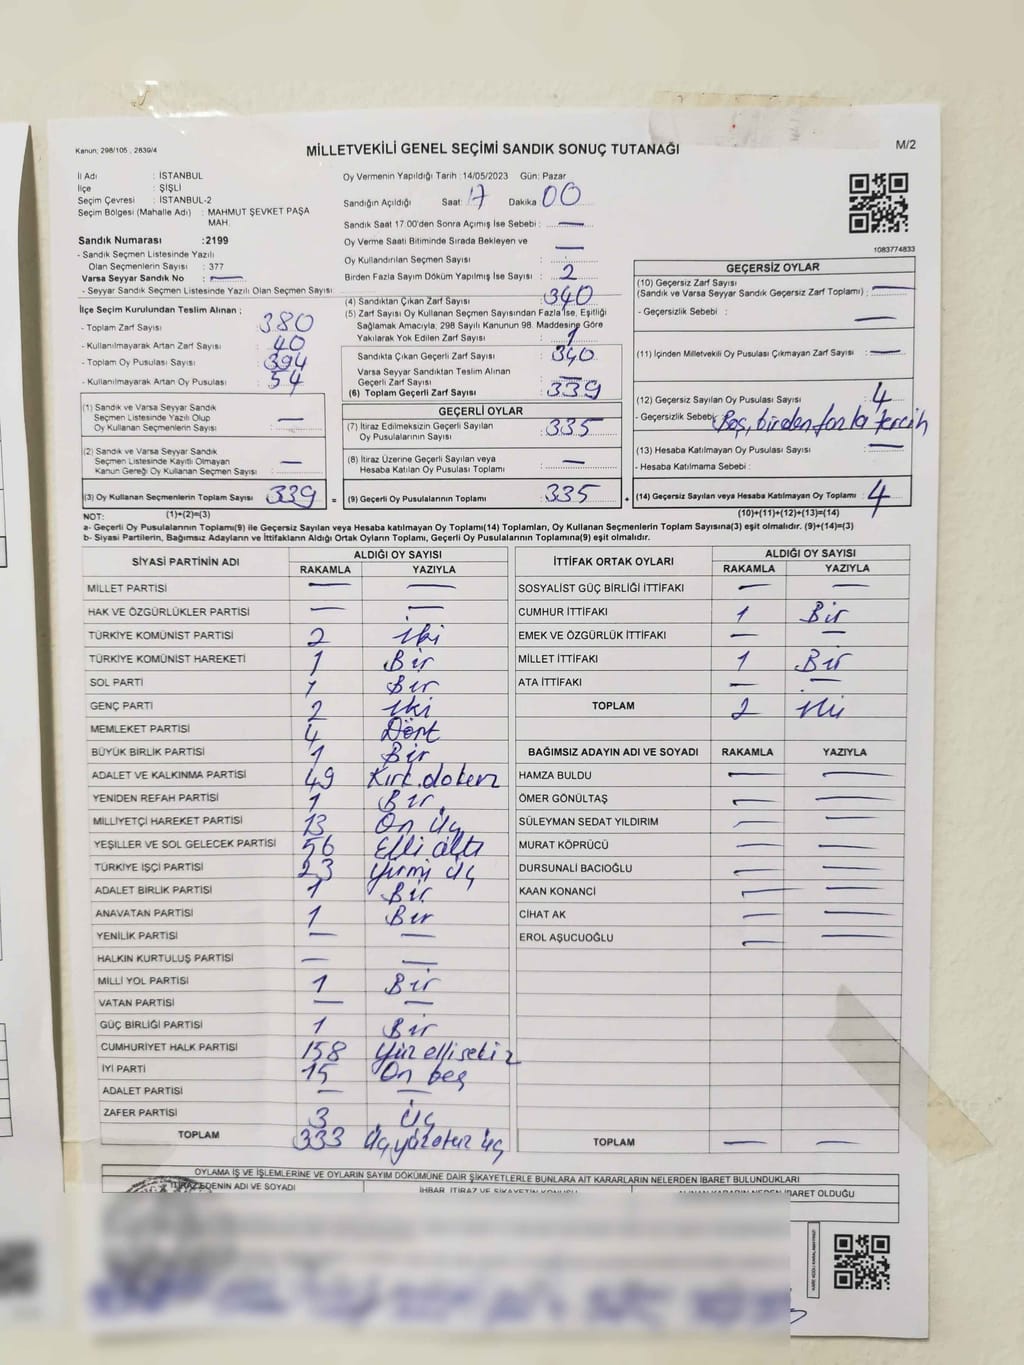 Kanun: 298/105 , 2839/4
MİLLETVEKİLİ GENEL SEÇİMİ SANDIK SONUÇ TUTANAĞI
M/2
İl Adı : İSTANBUL
İlçe : ŞİŞLİ
Seçim Çevresi : İSTANBUL-2
Seçim Bölgesi (Mahalle Adı) : MAHMUT ŞEVKET PAŞA MAH.
Sandık Numarası :2199
- Sandık Seçmen Listesinde Yazılı
Olan Seçmenlerin Sayısı : 377
Varsa Seyyar Sandık No : —
- Seyyar Sandık Seçmen Listesinde Yazılı Olan Seçmen Sayısı:
İlçe Seçim Kurulundan Teslim Alınan :
- Toplam Zarf Sayısı : 380
- Kullanılmayarak Artan Zarf Sayısı : 40
- Toplam Oy Pusulası Sayısı : 394
- Kullanılmayarak Artan Oy Pusulası : 54
(1) Sandık ve Varsa Seyyar Sandık
Seçmen Listesinde Yazılı Olup
Oy Kullanan Seçmenlerin Sayısı : —
(2) Sandık ve Varsa Seyyar Sandık
Seçmen Listesinde Kayıtlı Olmayan
Kanun Gereği Oy Kullanan Seçmen Sayısı : —
(3) Oy Kullanan Seçmenlerin Toplam Sayısı : 339 =
Oy Vermenin Yapıldığı Tarih : 14/05/2023 Gün: Pazar
Sandığın Açıldığı Saat: 17 Dakika: 00
Sandık Saat 17.00'den Sonra Açımış İse Sebebi : —
Oy Verme Saati Bitiminde Sırada Bekleyen ve
Oy Kullandırılan Seçmen Sayısı : —
Birden Fazla Sayım Döküm Yapılmış İse Sayısı : 2
(4) Sandıktan Çıkan Zarf Sayısı : 340
(5) Zarf Sayısı Oy Kullanan Seçmen Sayısından Fazla İse, Eşitliği
Sağlamak Amacıyla, 298 Sayılı Kanunun 98. Maddesine Göre
Yakılarak Yok Edilen Zarf Sayısı : 1
Sandıkta Çıkan Geçerli Zarf Sayısı : 340
Varsa Seyyar Sandıktan Teslim Alınan
Geçerli Zarf Sayısı : —
(6) Toplam Geçerli Zarf Sayısı : 339
GEÇERLİ OYLAR
(7) İtiraz Edilmeksizin Geçerli Sayılan
Oy Pusulalarının Sayısı : 335
(8) İtiraz Üzerine Geçerli Sayılan veya
Hesaba Katılan Oy Pusulası Toplamı : —
(9) Geçerli Oy Pusulalarının Toplamı : 335 +
1083774833
GEÇERSİZ OYLAR
(10) Geçersiz Zarf Sayısı
(Sandık ve Varsa Seyyar Sandık Geçersiz Zarf Toplamı) : —
- Geçersizlik Sebebi : —
(11) İçinden Milletvekili Oy Pusulası Çıkmayan Zarf Sayısı : —
(12) Geçersiz Sayılan Oy Pusulası Sayısı : 4
- Geçersizlik Sebebi : Boş, birden fazla tercih
(13) Hesaba Katılmayan Oy Pusulası Sayısı : —
- Hesaba Katılmama Sebebi :
(14) Geçersiz Sayılan veya Hesaba Katılmayan Oy Toplamı : 4
NOT: (1)+(2)=(3) (10)+(11)+(12)+(13)=(14)
a- Geçerli Oy Pusulalarının Toplamı(9) ile Geçersiz Sayılan veya Hesaba katılmayan Oy Toplamı(14) Toplamları, Oy Kullanan Seçmenlerin Toplam Sayısına(3) eşit olmalıdır. (9)+(14)=(3)
b- Siyasi Partilerin, Bağımsız Adayların ve İttifakların Aldığı Ortak Oyların Toplamı, Geçerli Oy Pusulalarının Toplamına(9) eşit olmalıdır.
SİYASİ PARTİNİN ADI ALDIĞI OY SAYISI
RAKAMLA YAZIYLA
MİLLET PARTİSİ — —
HAK VE ÖZGÜRLÜKLER PARTİSİ — —
TÜRKİYE KOMÜNİST PARTİSİ 2 iki
TÜRKİYE KOMÜNİST HAREKETİ 1 Bir
SOL PARTİ 1 Bir
GENÇ PARTİ 2 iki
MEMLEKET PARTİSİ 4 Dört
BÜYÜK BİRLİK PARTİSİ 1 Bir
ADALET VE KALKINMA PARTİSİ 49 Kırk dokuz
YENİDEN REFAH PARTİSİ 1 Bir
MİLLİYETÇİ HAREKET PARTİSİ 13 On üç
YEŞİLLER VE SOL GELECEK PARTİSİ 56 Elli altı
TÜRKİYE İŞÇİ PARTİSİ 23 Yirmi üç
ADALET BİRLİK PARTİSİ 1 Bir
ANAVATAN PARTİSİ 1 Bir
YENİLİK PARTİSİ — —
HALKIN KURTULUŞ PARTİSİ — —
MİLLİ YOL PARTİSİ 1 Bir
VATAN PARTİSİ — —
GÜÇ BİRLİĞİ PARTİSİ 1 Bir
CUMHURİYET HALK PARTİSİ 158 Yüz elli sekiz
İYİ PARTİ 15 On beş
ADALET PARTİSİ — —
ZAFER PARTİSİ 3 Üç
TOPLAM 333 Üçyüzotuz üç
İTTİFAK ORTAK OYLARI ALDIĞI OY SAYISI
RAKAMLA YAZIYLA
SOSYALİST GÜÇ BİRLİĞİ İTTİFAKI — —
CUMHUR İTTİFAKI 1 Bir
EMEK VE ÖZGÜRLÜK İTTİFAKI — —
MİLLET İTTİFAKI 1 Bir
ATA İTTİFAKI — —
TOPLAM 2 iki
BAĞIMSIZ ADAYIN ADI VE SOYADI RAKAMLA YAZIYLA
HAMZA BULDU — —
ÖMER GÖNÜLTAŞ — —
SÜLEYMAN SEDAT YILDIRIM — —
MURAT KÖPRÜCÜ — —
DURSUNALİ BACIOĞLU — —
KAAN KONANCİ — —
CİHAT AK — —
EROL AŞUCUOĞLU — —
TOPLAM — —
OYLAMA İŞ VE İŞLEMLERİNE VE OYLARIN SAYIM DÖKÜMÜNE DAİR ŞİKAYETLERLE BUNLARA AİT KARARLARIN NELERDEN İBARET BULUNDUKLARI
İTİRAZ EDENİN ADI VE SOYADI
İHBAR, İTİRAZ VE ŞİKAYETİN KONUSU
ALINAN KARARIN NEDEN İBARET OLDUĞU